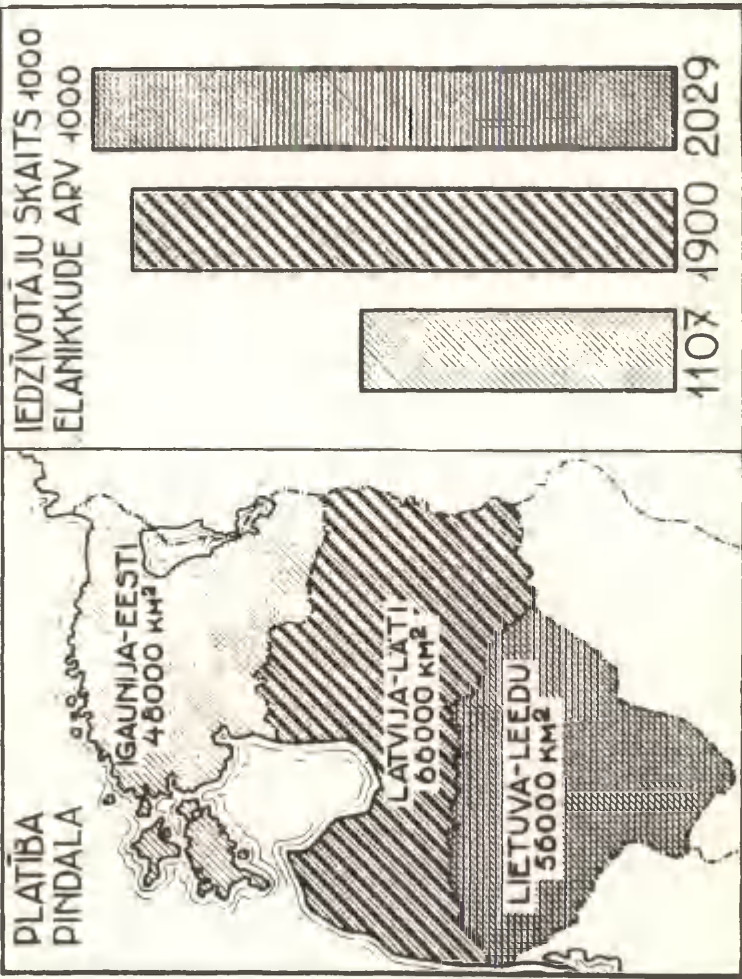 PLATĪBA
PINDALA
IGAUNIJA-EESTI
48000 KM²
LATVIJA-LÄTI
66000 KM²
LIETUVA-LEEDU
56000 KM²
IEDZĪVOTĀJU SKAITS 1000
ELANIKKUDE ARV 1000
1107
1900
2029